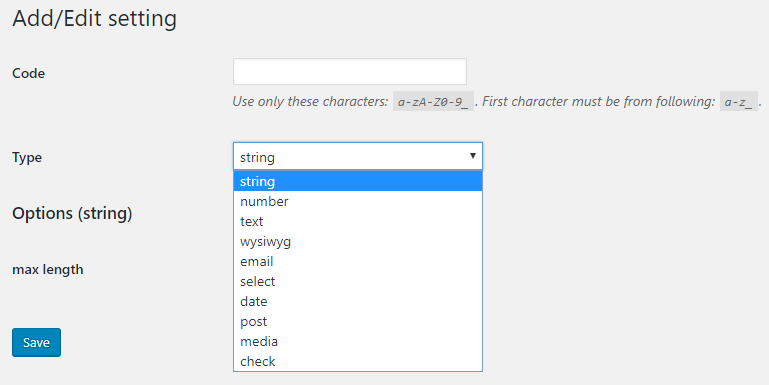 Add/Edit setting
Code
Use only these characters: a-zA-Z0-9_ . First character must be from following: a-z_ .
Type
string
string
number
text
wysiwyg
email
select
date
post
media
check
Options (string)
max length
Save